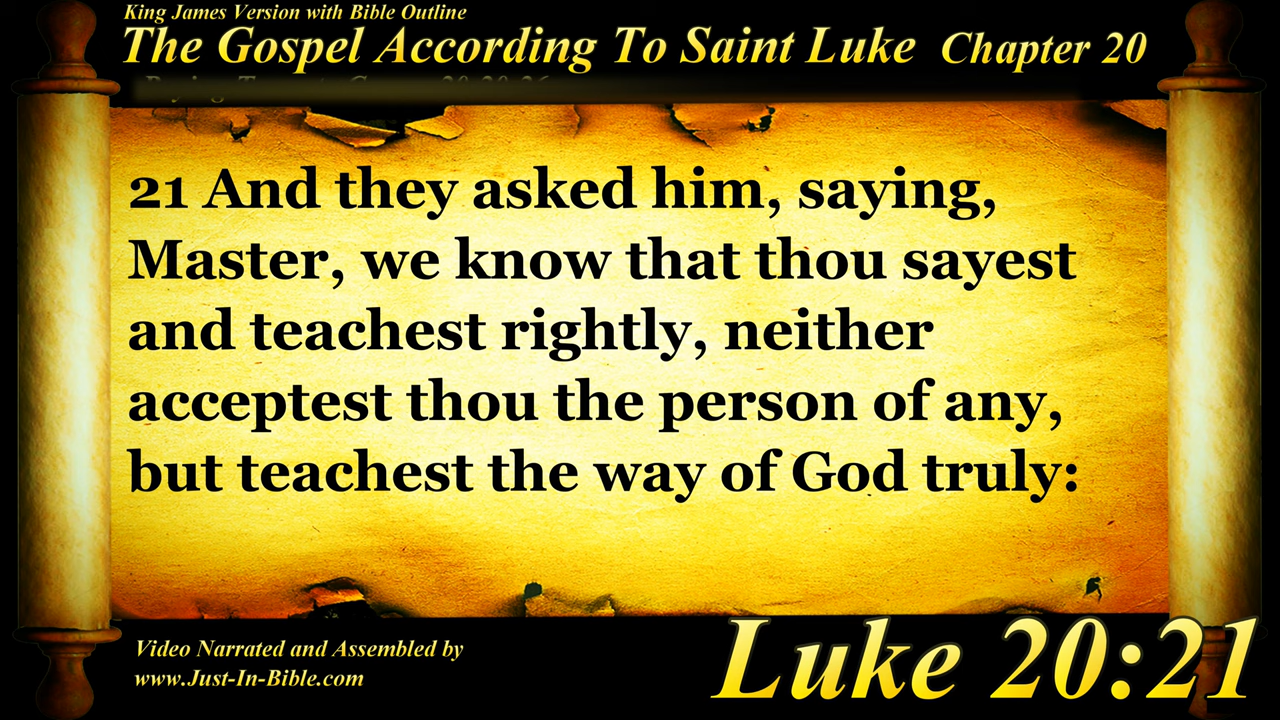 King James Version with Bible Outline
The Gospel According To Saint Luke Chapter 20
21 And they asked him, saying,
Master, we know that thou sayest
and teachest rightly, neither
acceptest thou the person of any,
but teachest the way of God truly:
Video Narrated and Assembled by
www.Just-In-Bible.com
Luke 20:21